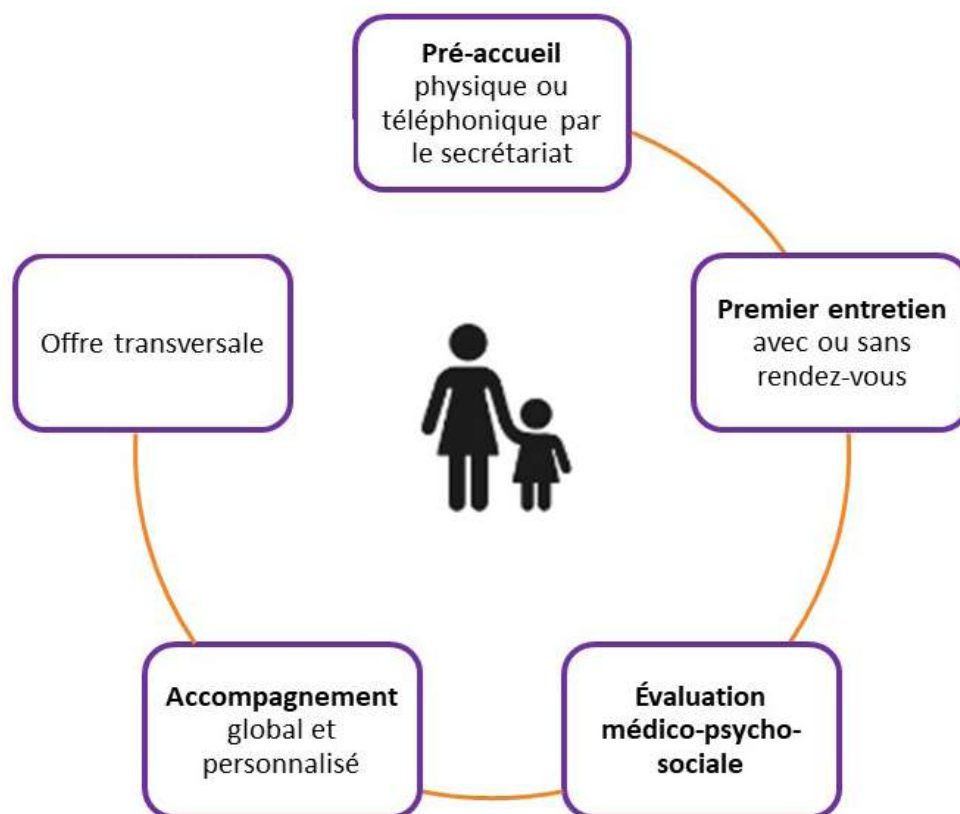 Pré-accueil
physique ou
téléphonique par
le secrétariat
Premier entretien
avec ou sans
rendez-vous
Évaluation
médico-psycho-
sociale
Accompagnement
global et
personnalisé
Offre transversale